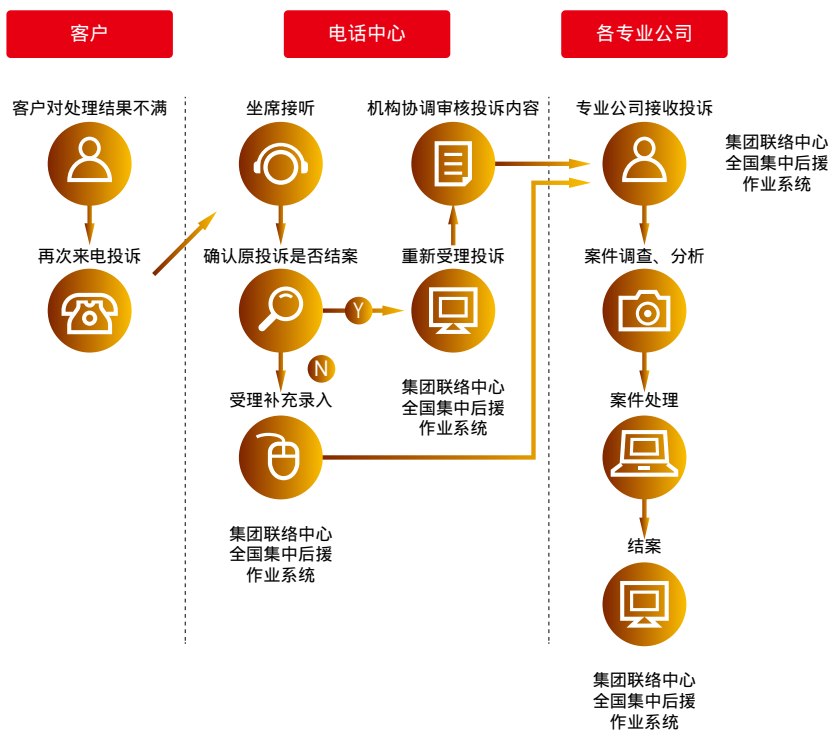 客户
电话中心
各专业公司
客户对处理结果不满
坐席接听
机构协调审核投诉内容
专业公司接收投诉
集团联络中心
全国集中后援
作业系统
再次来电投诉
确认原投诉是否结案
重新受理投诉
案件调查、分析
Y
N
集团联络中心
全国集中后援
作业系统
受理补充录入
案件处理
集团联络中心
全国集中后援
作业系统
结案
集团联络中心
全国集中后援
作业系统